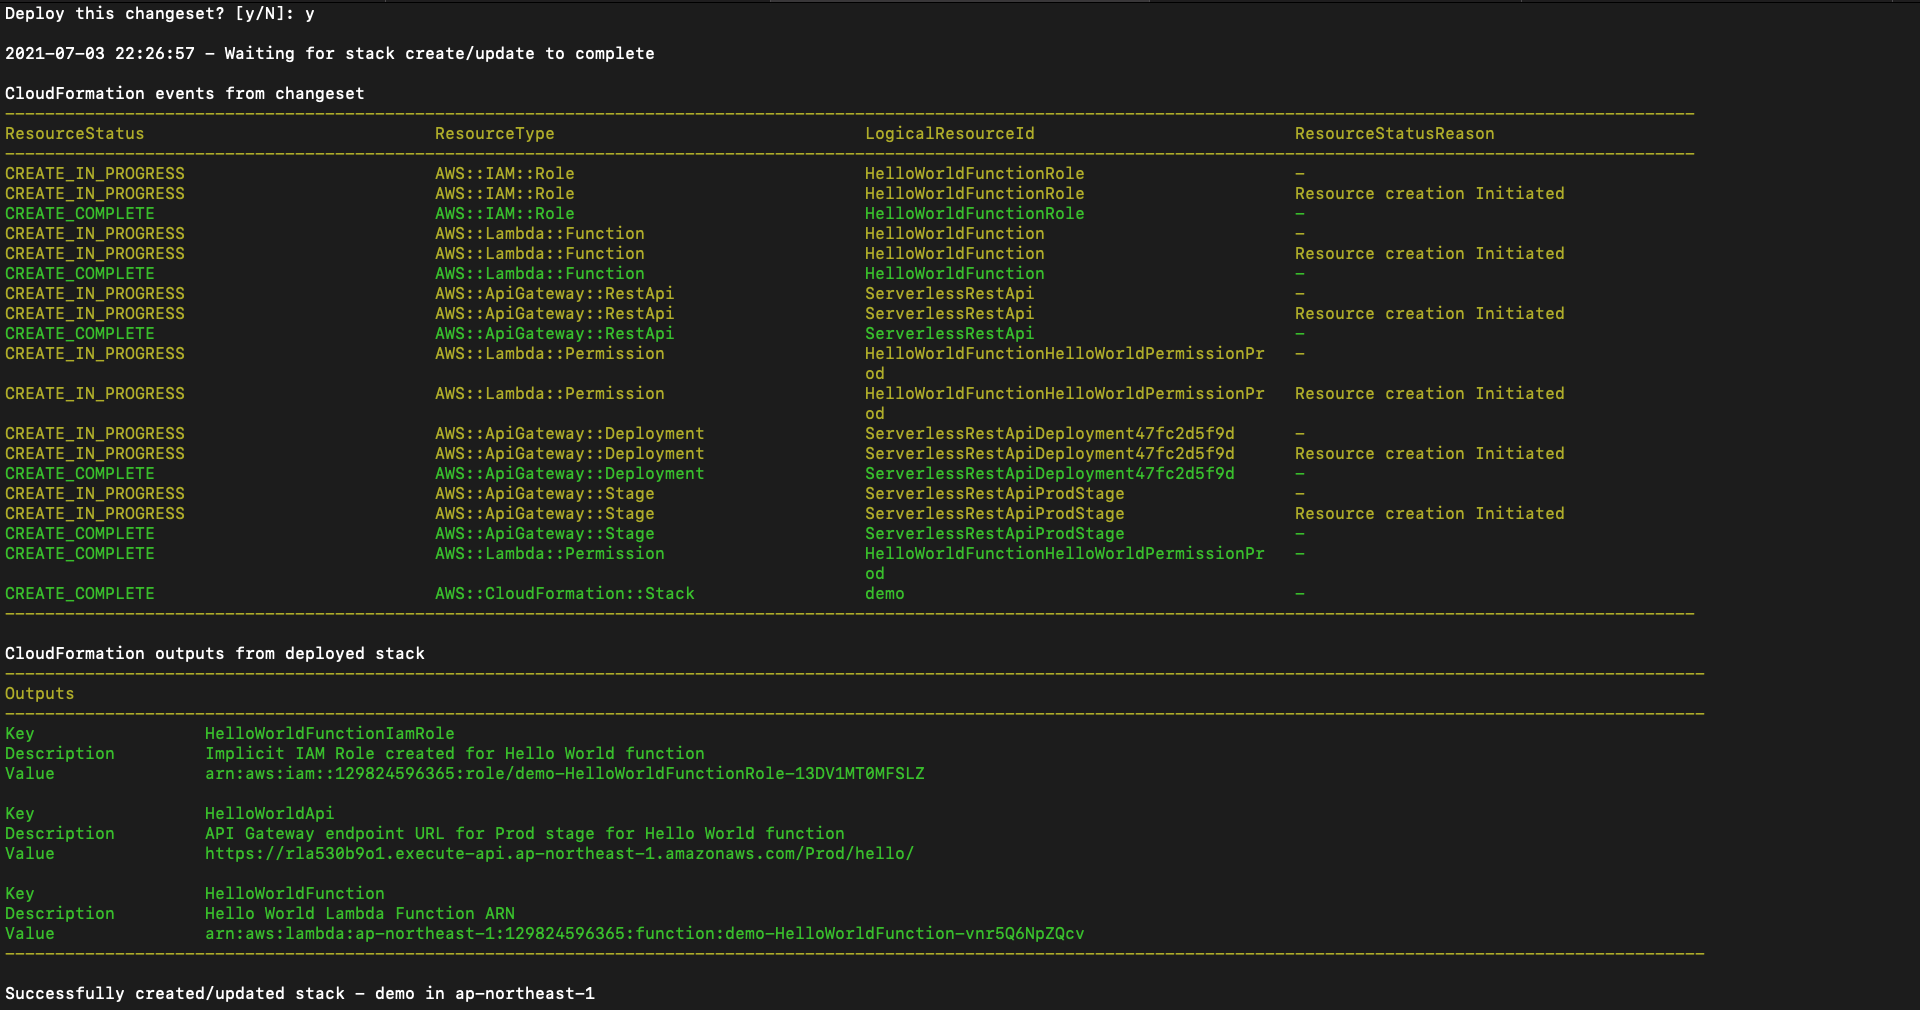 Deploy this changeset? [y/N]: y
2021-07-03 22:26:57 - Waiting for stack create/update to complete
CloudFormation events from changeset
ResourceStatus ResourceType LogicalResourceId ResourceStatusReason
CREATE_IN_PROGRESS AWS::IAM::Role HelloWorldFunctionRole -
CREATE_IN_PROGRESS AWS::IAM::Role HelloWorldFunctionRole Resource creation Initiated
CREATE_COMPLETE AWS::IAM::Role HelloWorldFunctionRole -
CREATE_IN_PROGRESS AWS::Lambda::Function HelloWorldFunction -
CREATE_IN_PROGRESS AWS::Lambda::Function HelloWorldFunction Resource creation Initiated
CREATE_COMPLETE AWS::Lambda::Function HelloWorldFunction -
CREATE_IN_PROGRESS AWS::ApiGateway::RestApi ServerlessRestApi -
CREATE_IN_PROGRESS AWS::ApiGateway::RestApi ServerlessRestApi Resource creation Initiated
CREATE_COMPLETE AWS::ApiGateway::RestApi ServerlessRestApi -
CREATE_IN_PROGRESS AWS::Lambda::Permission HelloWorldFunctionHelloWorldPermissionPr -
od
CREATE_IN_PROGRESS AWS::Lambda::Permission HelloWorldFunctionHelloWorldPermissionPr Resource creation Initiated
od
CREATE_IN_PROGRESS AWS::ApiGateway::Deployment ServerlessRestApiDeployment47fc2d5f9d -
CREATE_IN_PROGRESS AWS::ApiGateway::Deployment ServerlessRestApiDeployment47fc2d5f9d Resource creation Initiated
CREATE_COMPLETE AWS::ApiGateway::Deployment ServerlessRestApiDeployment47fc2d5f9d -
CREATE_IN_PROGRESS AWS::ApiGateway::Stage ServerlessRestApiProdStage -
CREATE_IN_PROGRESS AWS::ApiGateway::Stage ServerlessRestApiProdStage Resource creation Initiated
CREATE_COMPLETE AWS::ApiGateway::Stage ServerlessRestApiProdStage -
CREATE_COMPLETE AWS::Lambda::Permission HelloWorldFunctionHelloWorldPermissionPr -
od
CREATE_COMPLETE AWS::CloudFormation::Stack demo -
CloudFormation outputs from deployed stack
Outputs
Key HelloWorldFunctionIamRole
Description Implicit IAM Role created for Hello World function
Value arn:aws:iam::129824596365:role/demo-HelloWorldFunctionRole-13DV1MT0MFSLZ
Key HelloWorldApi
Description API Gateway endpoint URL for Prod stage for Hello World function
Value https://rla530b9o1.execute-api.ap-northeast-1.amazonaws.com/Prod/hello/
Key HelloWorldFunction
Description Hello World Lambda Function ARN
Value arn:aws:lambda:ap-northeast-1:129824596365:function:demo-HelloWorldFunction-vnr5Q6NpZQcv
Successfully created/updated stack - demo in ap-northeast-1